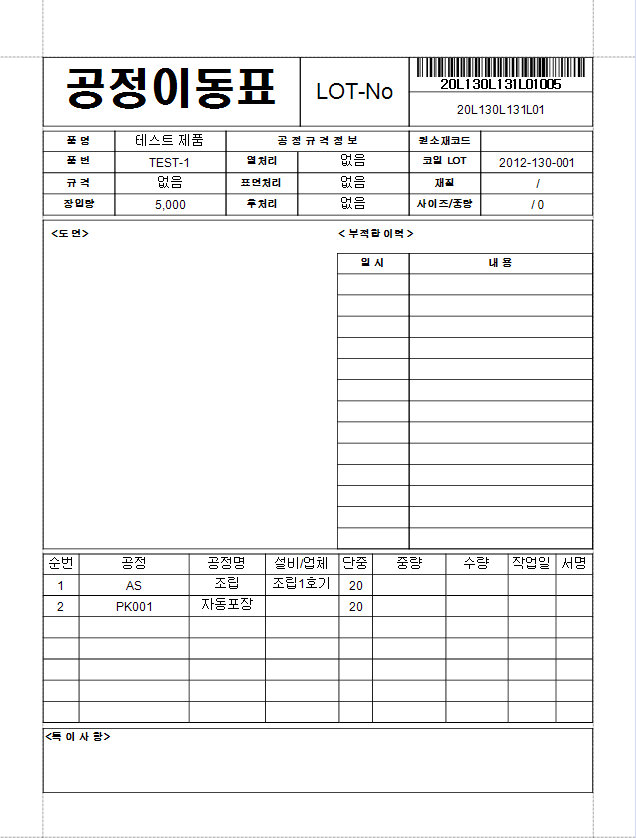 공정이동표 LOT-No
20L130L131L01005
20L130L131L01
품 명 테스트 제품 공 정 규 격 정 보 원소재코드
품 번 TEST-1 열처리 없음 코일 LOT 2012-130-001
규 격 없음 표면처리 없음 재질 /
장입량 5,000 후처리 없음 사이즈/중량 / 0
<도 면> < 부적합 이력 >
일 시 내 용
순번 공정 공정명 설비/업체 단중 중량 수량 작업일 서명
1 AS 조립 조립1호기 20
2 PK001 자동포장 20
<특 이 사 항>